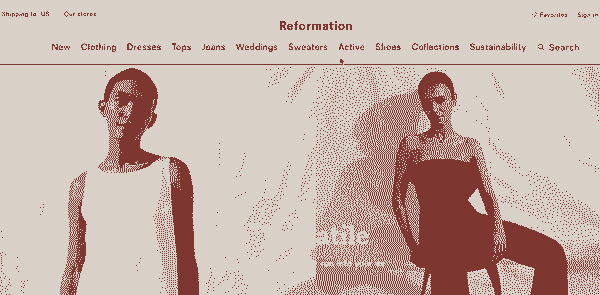 Shipping to: US Our stores
Favorites Sign in
Reformation
New Clothing Dresses Tops Jeans Weddings Sweaters Active Shoes Collections Sustainability Search